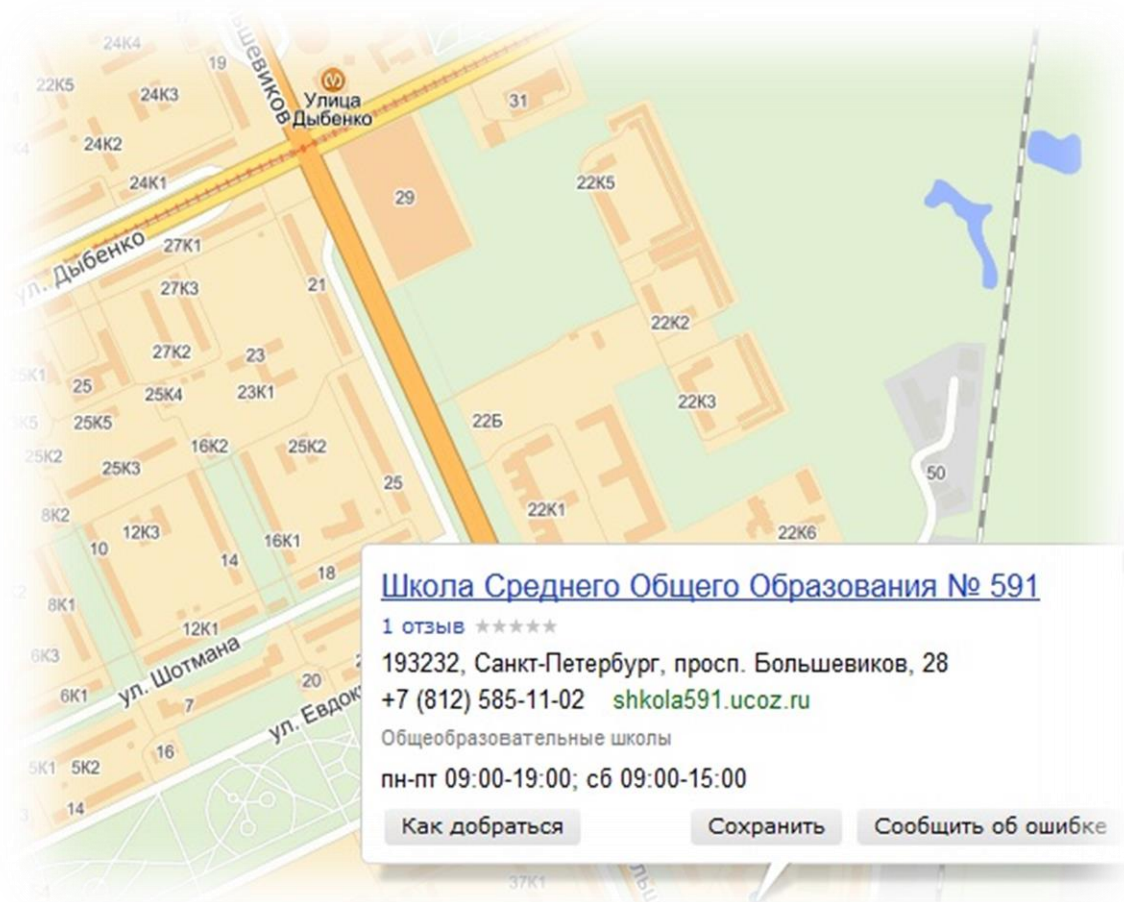 24К4
19
ьшевиков
22К5
24К3
Улица
Дыбенко
31
24К2
24К1
22К5
29
ул. Дыбенко
27К1
27К3
21
22К2
27К2
23
25
25К4
23К1
22К3
25К5
22Б
16К2
25К2
25К2
25К3
25
50
8К2
22К1
12К3
10
16К1
22К6
14
18
8К1
12К1
6К3
ул. Шотмана
6К1
7
20
ул. Евдок
16
5К1
5К2
14
Школа Среднего Общего Образования № 591
1 отзыв
193232, Санкт-Петербург, просп. Большевиков, 28
+7 (812) 585-11-02 shkola591.ucoz.ru
Общеобразовательные школы
пн-пт 09:00-19:00; сб 09:00-15:00
Как добраться Сохранить Сообщить об ошибке
37К1